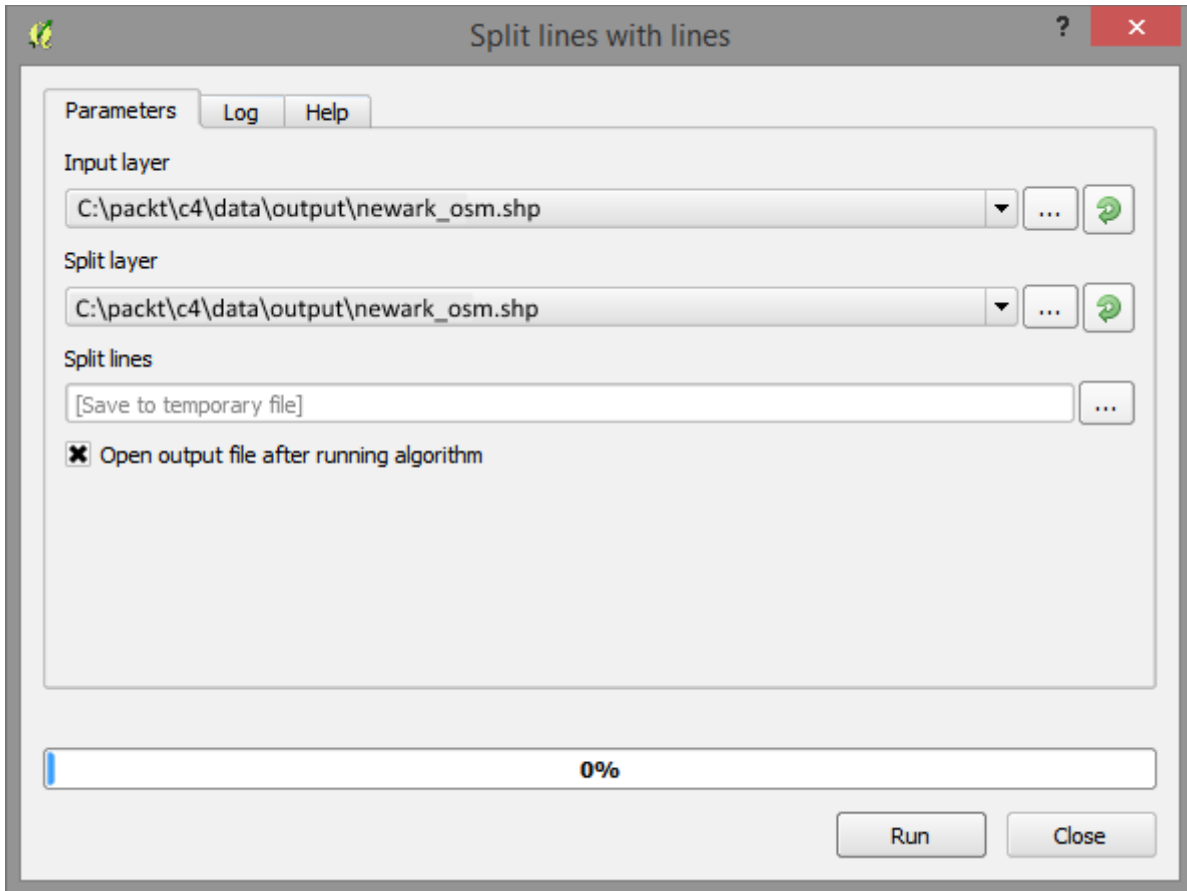 Split lines with lines
?
Parameters
Log
Help
Input layer
C:\packt\c4\data\output\newark_osm.shp
...
Split layer
C:\packt\c4\data\output\newark_osm.shp
...
Split lines
[Save to temporary file]
...
Open output file after running algorithm
0%
Run
Close